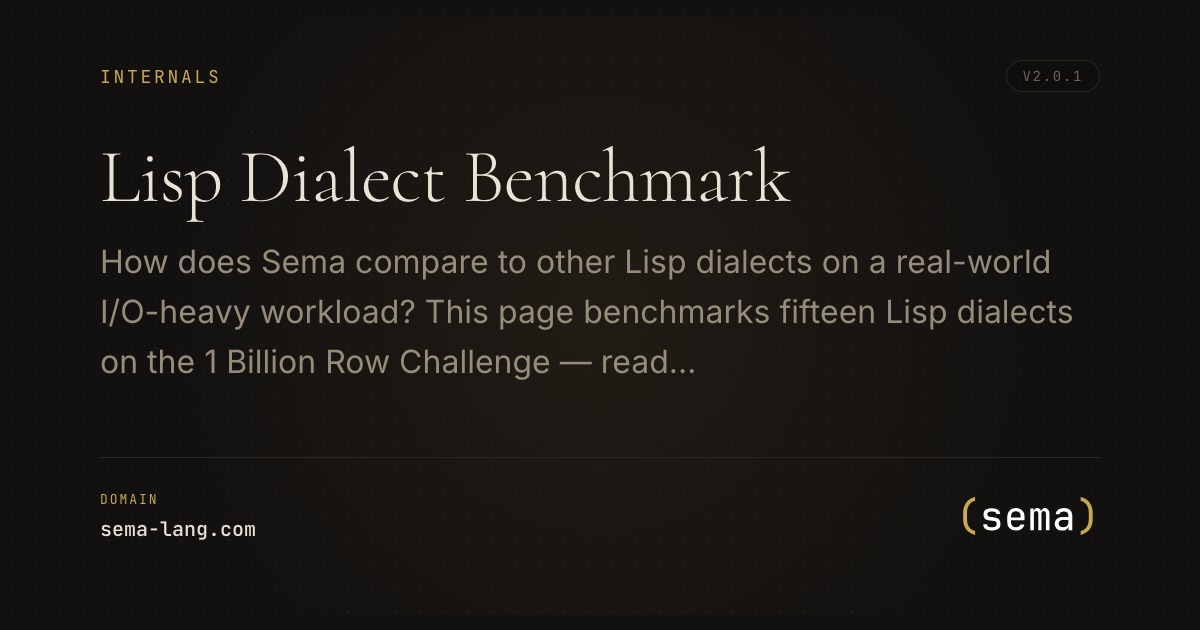 INTERNALS
V2.0.1
Lisp Dialect Benchmark
How does Sema compare to other Lisp dialects on a real-world
I/O-heavy workload? This page benchmarks fifteen Lisp dialects
on the 1 Billion Row Challenge — read...
DOMAIN
sema-lang.com
(sema)